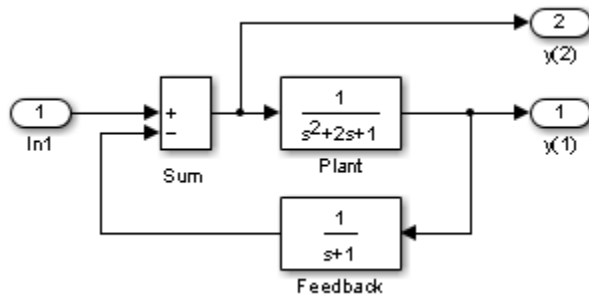 2
y(2)
1
In1
+
−
Sum
1
s²+2s+1
Plant
1
y(1)
1
s+1
Feedback